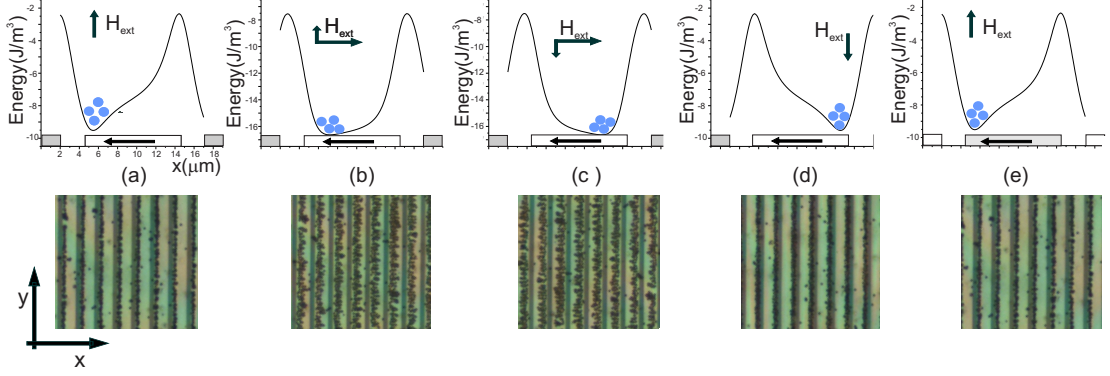 Energy(J/m³)
-2
-4
-6
-8
-10
H_ext
2 4 6 8 10 12 14 16 18
x(μm)
(a)
Energy(J/m³)
-8
-10
-12
-14
-16
H_ext
(b)
Energy(J/m³)
-8
-10
-12
-14
-16
H_ext
(c )
Energy(J/m³)
-2
-4
-6
-8
-10
H_ext
(d)
Energy(J/m³)
-2
-4
-6
-8
-10
H_ext
(e)
y
x